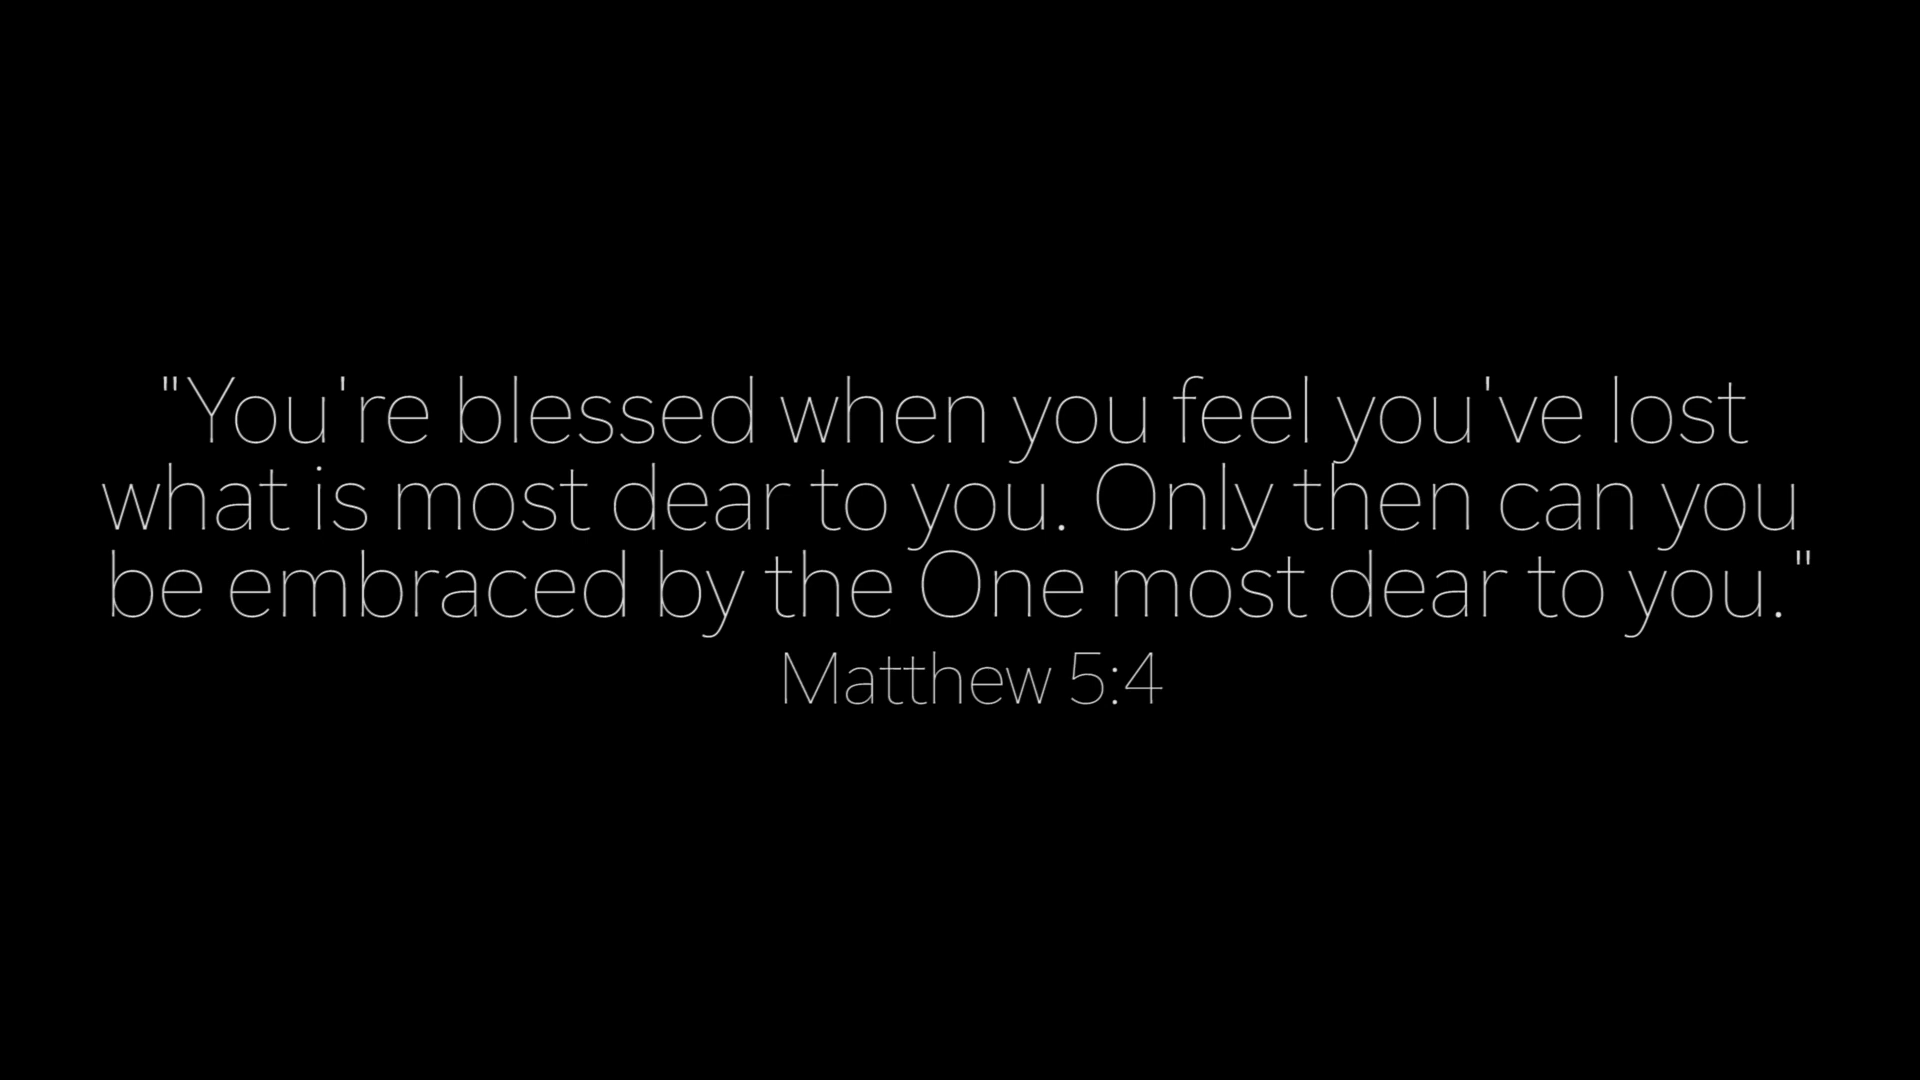 "You're blessed when you feel you've lost
what is most dear to you. Only then can you
be embraced by the One most dear to you."
Matthew 5:4